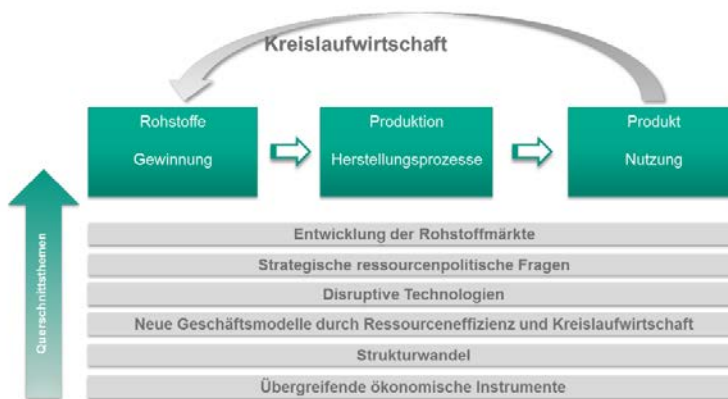 Kreislaufwirtschaft
Rohstoffe
Gewinnung
Produktion
Herstellungsprozesse
Produkt
Nutzung
Querschnittsthemen
Entwicklung der Rohstoffmärkte
Strategische ressourcenpolitische Fragen
Disruptive Technologien
Neue Geschäftsmodelle durch Ressourceneffizienz und Kreislaufwirtschaft
Strukturwandel
Übergreifende ökonomische Instrumente